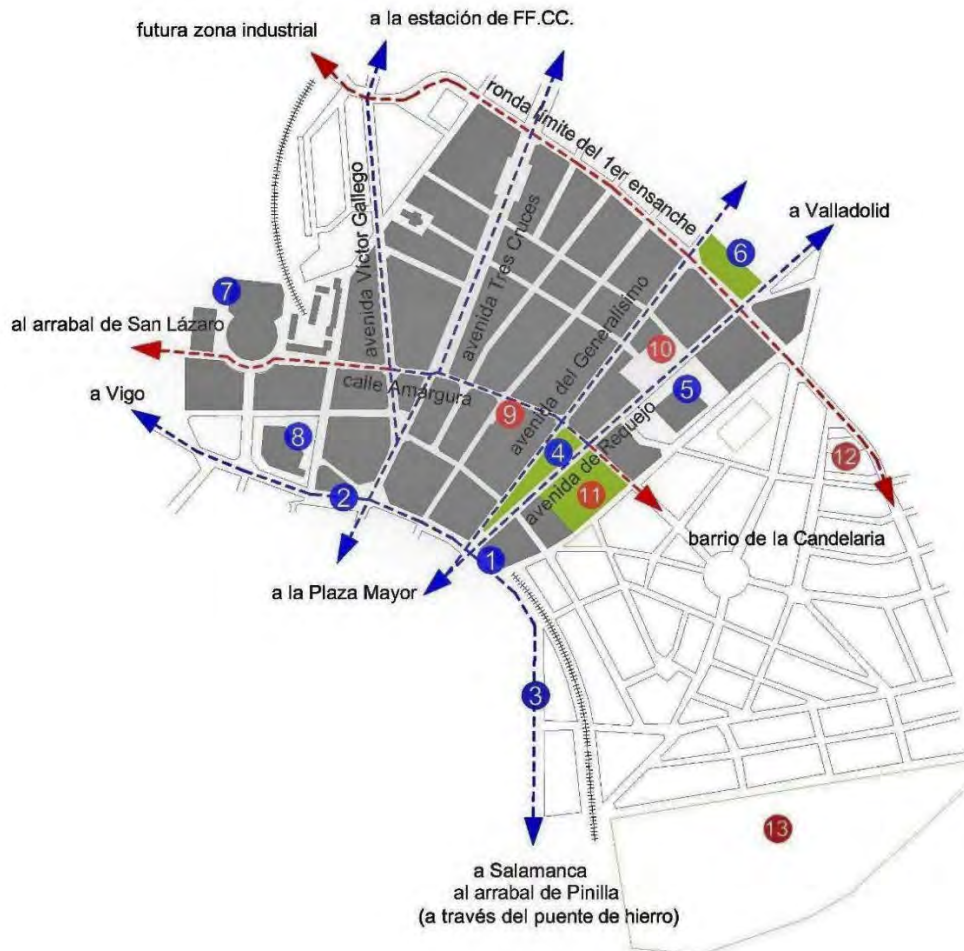 a la estación de FF.CC.
futura zona industrial
ronda límite del 1er ensanche
avenida Víctor Gallego
avenida Tres Cruces
a Valladolid
6
7
al arrabal de San Lázaro
avenida del Generalísimo
10
calle Amargura
a Vigo
5
9
8
4
avenida de Requejo
12
2
11
barrio de la Candelaria
1
a la Plaza Mayor
3
13
a Salamanca
al arrabal de Pinilla
(a través del puente de hierro)